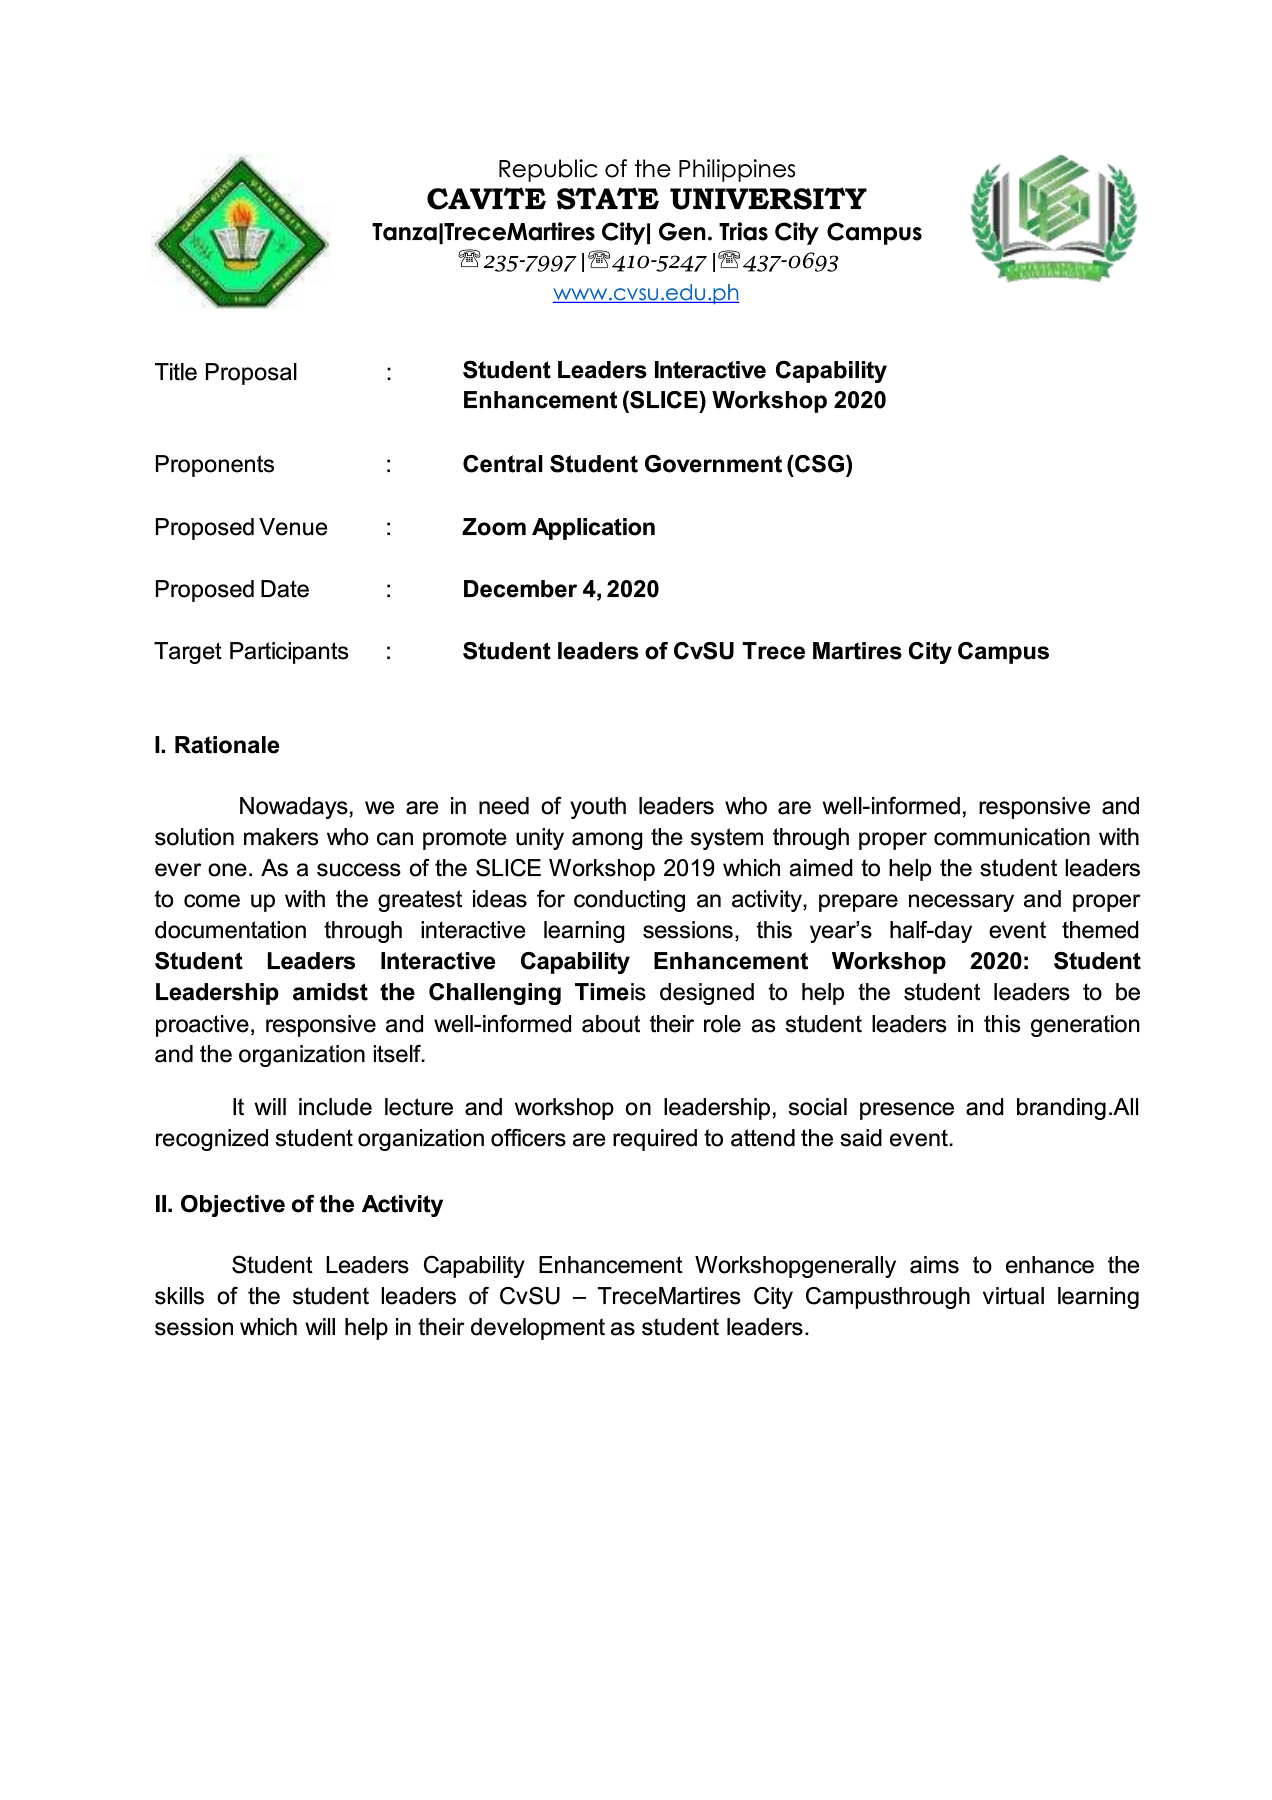 Republic of the Philippines
CAVITE STATE UNIVERSITY
Tanza|TreceMartires City| Gen. Trias City Campus
☏235-7997 |☏410-5247 |☏437-0693
www.cvsu.edu.ph
CAVITE STATE UNIVERSITY
Title Proposal : Student Leaders Interactive Capability
Enhancement (SLICE) Workshop 2020
Proponents : Central Student Government (CSG)
Proposed Venue : Zoom Application
Proposed Date : December 4, 2020
Target Participants : Student leaders of CvSU Trece Martires City Campus
I. Rationale
Nowadays, we are in need of youth leaders who are well-informed, responsive and
solution makers who can promote unity among the system through proper communication with
ever one. As a success of the SLICE Workshop 2019 which aimed to help the student leaders
to come up with the greatest ideas for conducting an activity, prepare necessary and proper
documentation through interactive learning sessions, this year’s half-day event themed
Student Leaders Interactive Capability Enhancement Workshop 2020: Student
Leadership amidst the Challenging Timeis designed to help the student leaders to be
proactive, responsive and well-informed about their role as student leaders in this generation
and the organization itself.
It will include lecture and workshop on leadership, social presence and branding.All
recognized student organization officers are required to attend the said event.
II. Objective of the Activity
Student Leaders Capability Enhancement Workshopgenerally aims to enhance the
skills of the student leaders of CvSU – TreceMartires City Campusthrough virtual learning
session which will help in their development as student leaders.